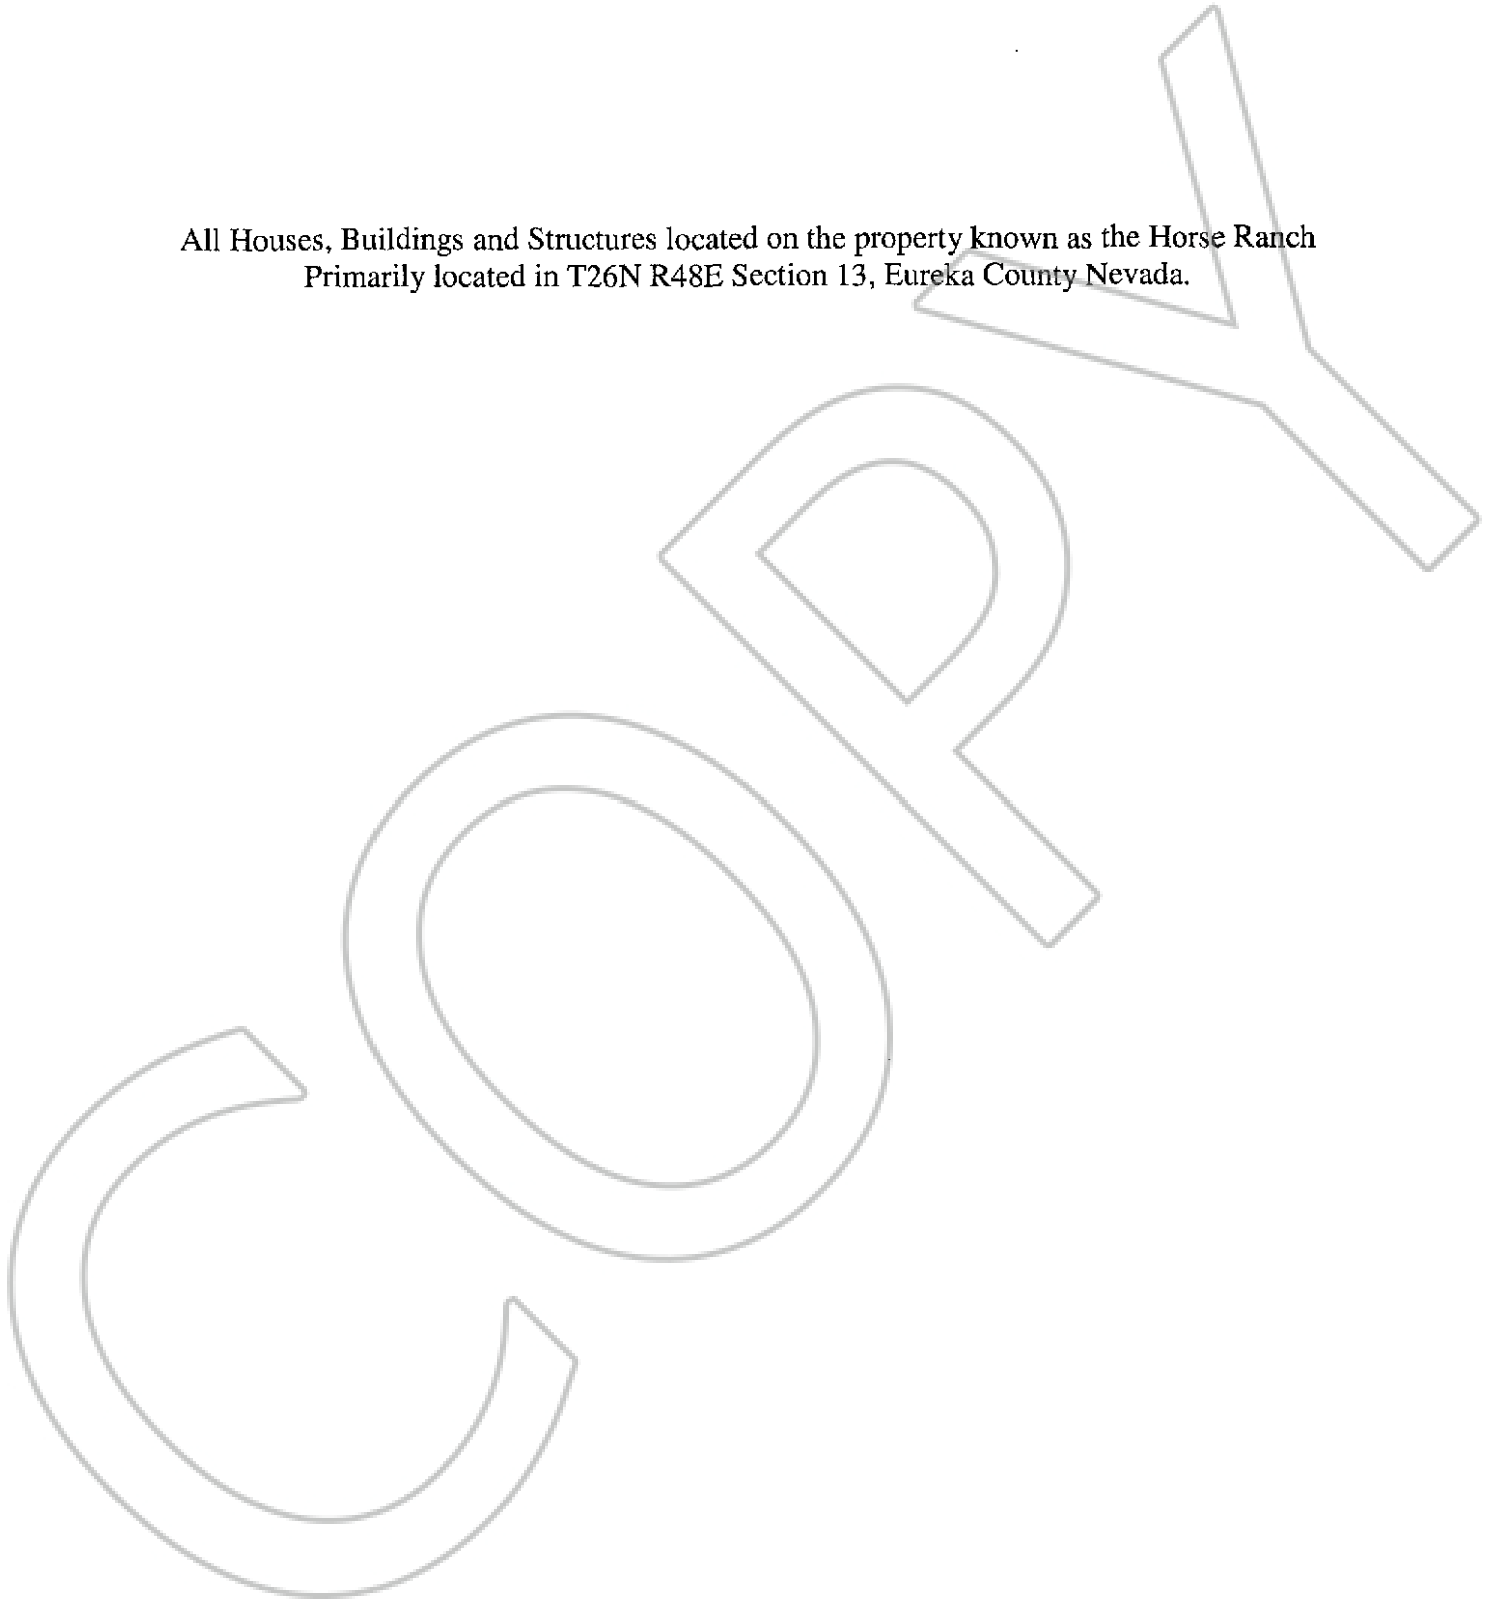 All Houses, Buildings and Structures located on the property known as the Horse Ranch
Primarily located in T26N R48E Section 13, Eureka County Nevada.
COPY